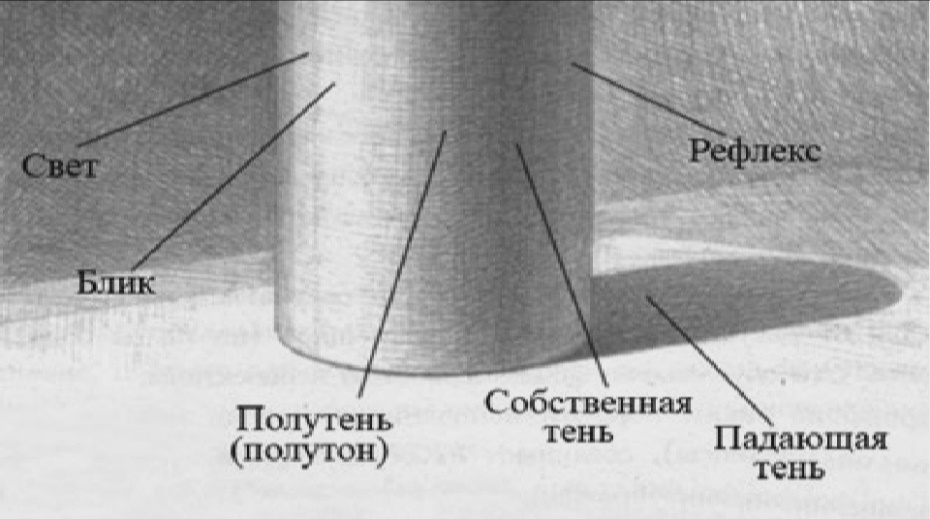 Свет
Рефлекс
Блик
Полутень
(полутон)
Собственная
тень
Падающая
тень